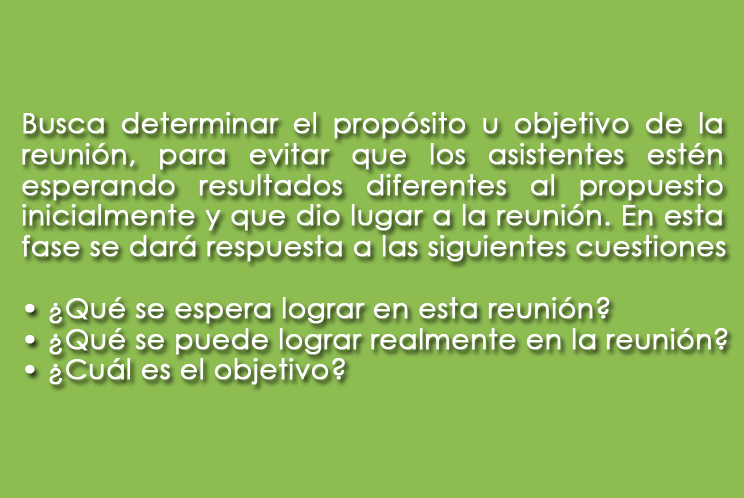 Busca determinar el propósito u objetivo de la
reunión, para evitar que los asistentes estén
esperando resultados diferentes al propuesto
inicialmente y que dio lugar a la reunión. En esta
fase se dará respuesta a las siguientes cuestiones
• ¿Qué se espera lograr en esta reunión?
• ¿Qué se puede lograr realmente en la reunión?
• ¿Cuál es el objetivo?